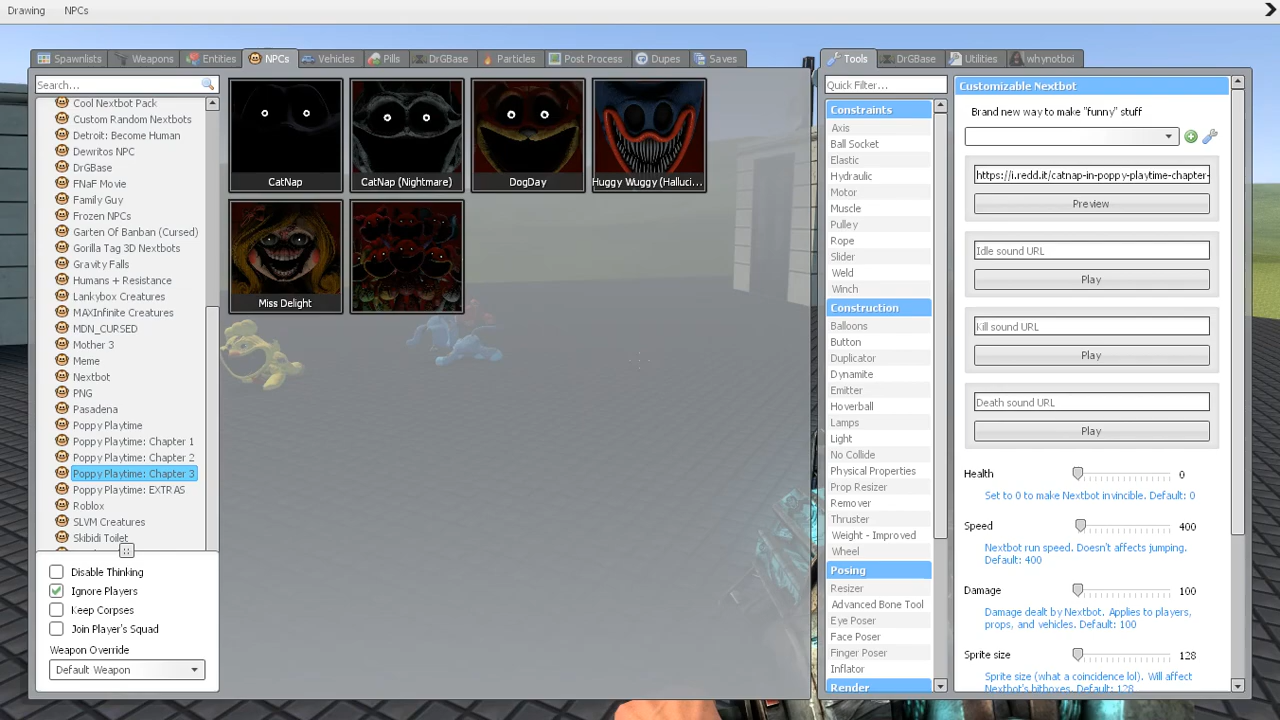 Drawing NPCs
Spawnlists Weapons Entities NPCs Vehicles Pills DrGBase Particles Post Process Dupes Saves
Search...
Cool Nextbot Pack
Custom Random Nextbots
Detroit: Become Human
Dewritos NPC
DrGBase
FNaF Movie
Family Guy
Frozen NPCs
Garten Of Banban (Cursed)
Gorilla Tag 3D Nextbots
Gravity Falls
Humans + Resistance
Lankybox Creatures
MAXInfinite Creatures
MDN_CURSED
Mother 3
Meme
Nextbot
PNG
Pasadena
Poppy Playtime
Poppy Playtime: Chapter 1
Poppy Playtime: Chapter 2
Poppy Playtime: Chapter 3
Poppy Playtime: EXTRAS
Roblox
SLVM Creatures
Skibidi Toilet
Disable Thinking
Ignore Players
Keep Corpses
Join Player's Squad
Weapon Override
Default Weapon
CatNap
CatNap (Nightmare)
DogDay
Huggy Wuggy (Halluci...
Miss Delight
Tools DrGBase Utilities whynotboi
Quick Filter...
Constraints
Axis
Ball Socket
Elastic
Hydraulic
Motor
Muscle
Pulley
Rope
Slider
Weld
Winch
Construction
Balloons
Button
Duplicator
Dynamite
Emitter
Hoverball
Lamps
Light
No Collide
Physical Properties
Prop Resizer
Remover
Thruster
Weight - Improved
Wheel
Posing
Resizer
Advanced Bone Tool
Eye Poser
Face Poser
Finger Poser
Inflator
Render
Customizable Nextbot
Brand new way to make "funny" stuff
https://i.redd.it/catnap-in-poppy-playtime-chapter-
Preview
Idle sound URL
Play
Kill sound URL
Play
Death sound URL
Play
Health 0
Set to 0 to make Nextbot invincible. Default: 0
Speed 400
Nextbot run speed. Doesn't affects jumping.
Default: 400
Damage 100
Damage dealt by Nextbot. Applies to players,
props, and vehicles. Default: 100
Sprite size 128
Sprite size (what a coincidence lol). Will affect
Nextbot's hitboxes. Default: 128